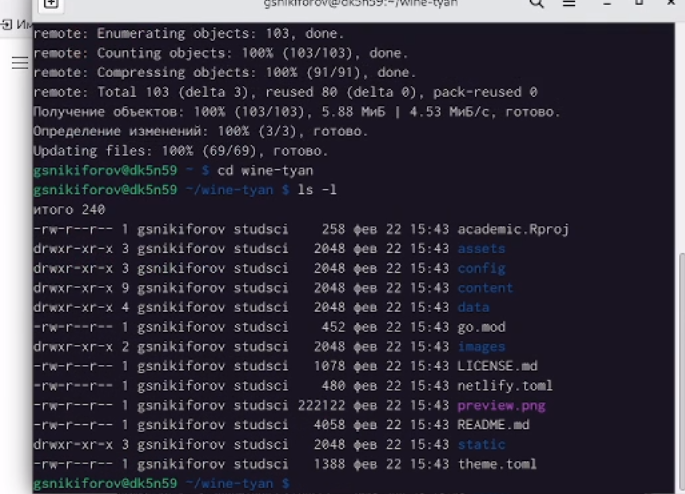 gsnikiforov@dk5n59:~/wine-tyan
remote: Enumerating objects: 103, done.
remote: Counting objects: 100% (103/103), done.
remote: Compressing objects: 100% (91/91), done.
remote: Total 103 (delta 3), reused 80 (delta 0), pack-reused 0
Получение объектов: 100% (103/103), 5.88 МиБ | 4.53 МиБ/с, готово.
Определение изменений: 100% (3/3), готово.
Updating files: 100% (69/69), готово.
gsnikiforov@dk5n59 ~ $ cd wine-tyan
gsnikiforov@dk5n59 ~/wine-tyan $ ls -l
итого 240
-rw-r--r-- 1 gsnikiforov studsci 258 фев 22 15:43 academic.Rproj
drwxr-xr-x 3 gsnikiforov studsci 2048 фев 22 15:43 assets
drwxr-xr-x 3 gsnikiforov studsci 2048 фев 22 15:43 config
drwxr-xr-x 9 gsnikiforov studsci 2048 фев 22 15:43 content
drwxr-xr-x 4 gsnikiforov studsci 2048 фев 22 15:43 data
-rw-r--r-- 1 gsnikiforov studsci 452 фев 22 15:43 go.mod
drwxr-xr-x 2 gsnikiforov studsci 2048 фев 22 15:43 images
-rw-r--r-- 1 gsnikiforov studsci 1078 фев 22 15:43 LICENSE.md
-rw-r--r-- 1 gsnikiforov studsci 480 фев 22 15:43 netlify.toml
-rw-r--r-- 1 gsnikiforov studsci 222122 фев 22 15:43 preview.png
-rw-r--r-- 1 gsnikiforov studsci 4058 фев 22 15:43 README.md
drwxr-xr-x 3 gsnikiforov studsci 2048 фев 22 15:43 static
-rw-r--r-- 1 gsnikiforov studsci 1388 фев 22 15:43 theme.toml
gsnikiforov@dk5n59 ~/wine-tyan $